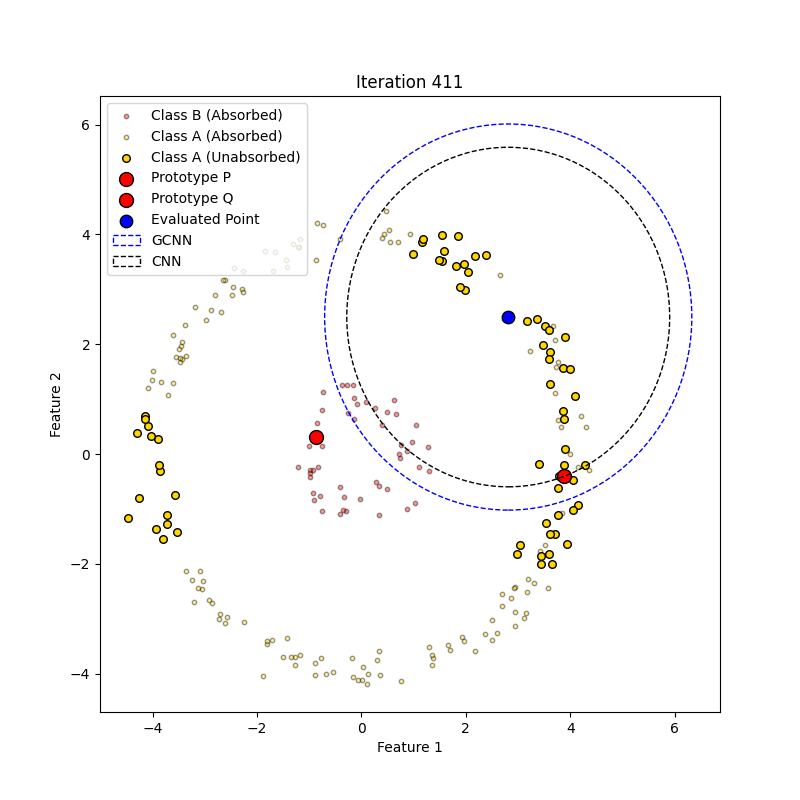 Iteration 411
Class B (Absorbed)
Class A (Absorbed)
Class A (Unabsorbed)
Prototype P
Prototype Q
Evaluated Point
GCNN
CNN
6
4
2
0
−2
−4
Feature 2
−4 −2 0 2 4 6
Feature 1